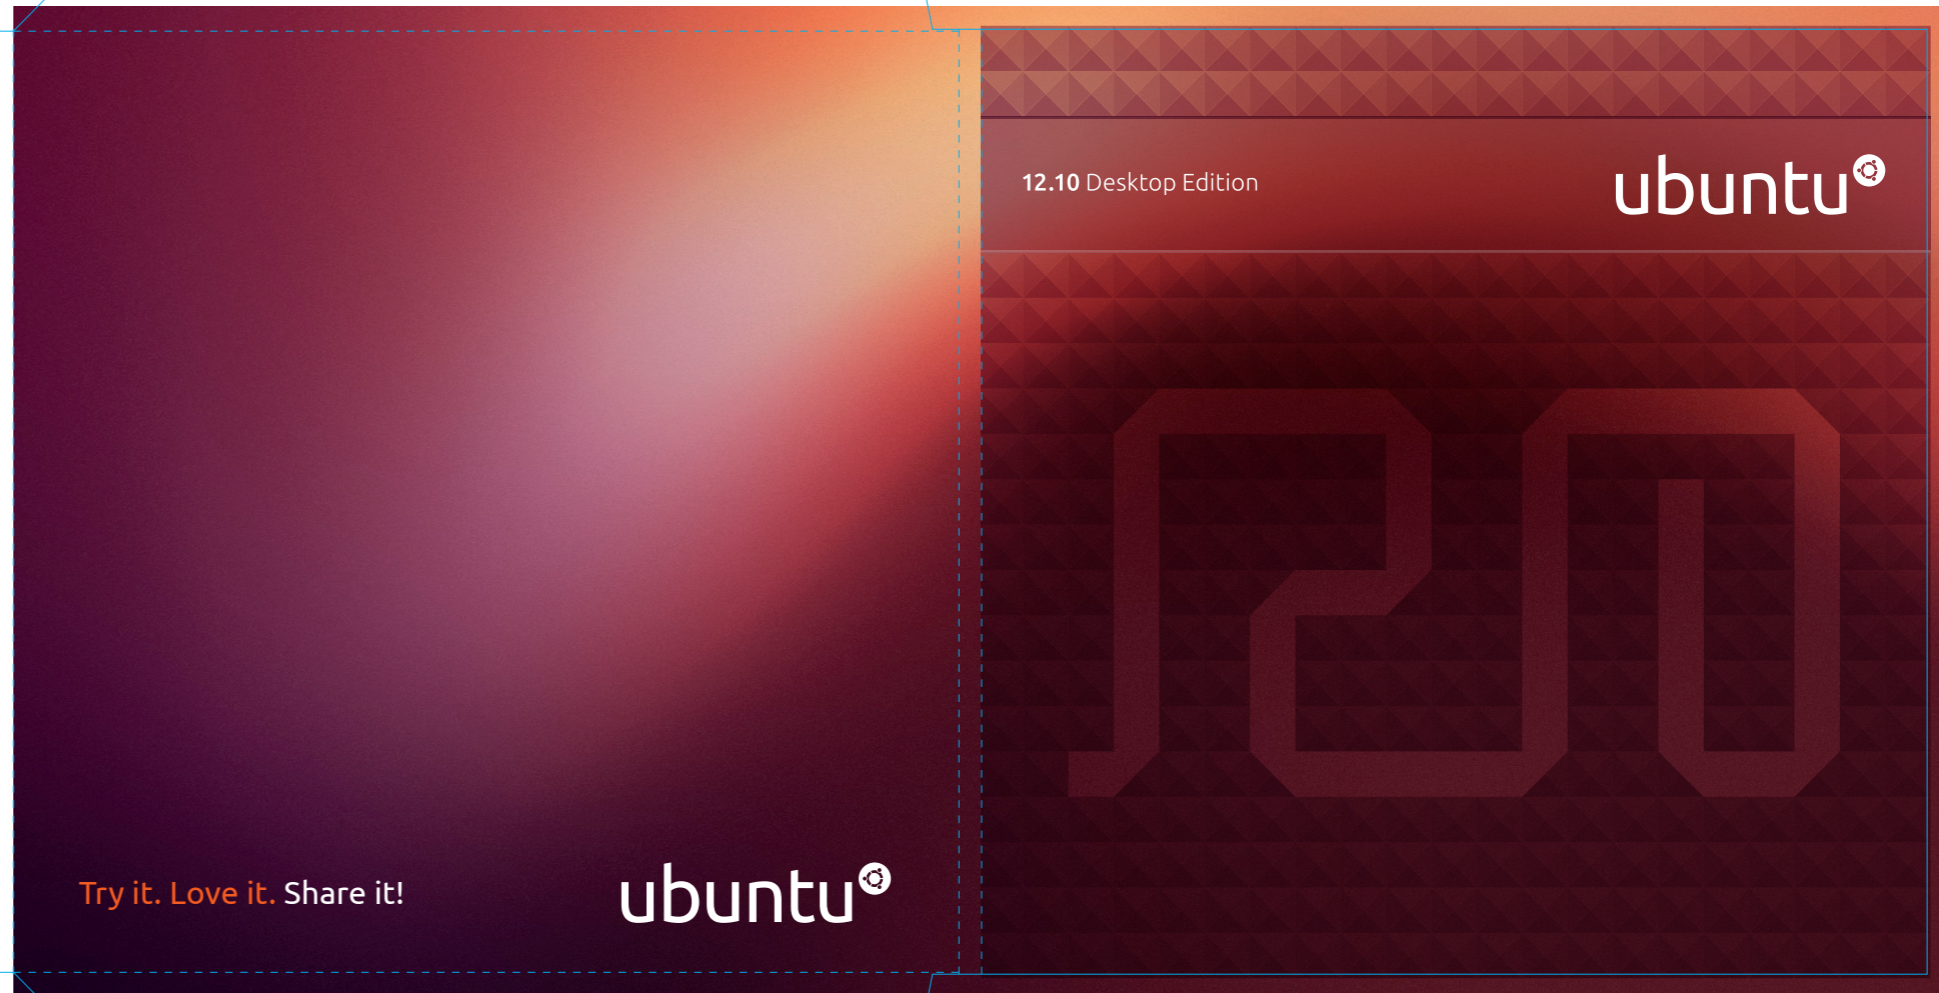 12.10 Desktop Edition
ubuntu
Try it. Love it. Share it!
ubuntu